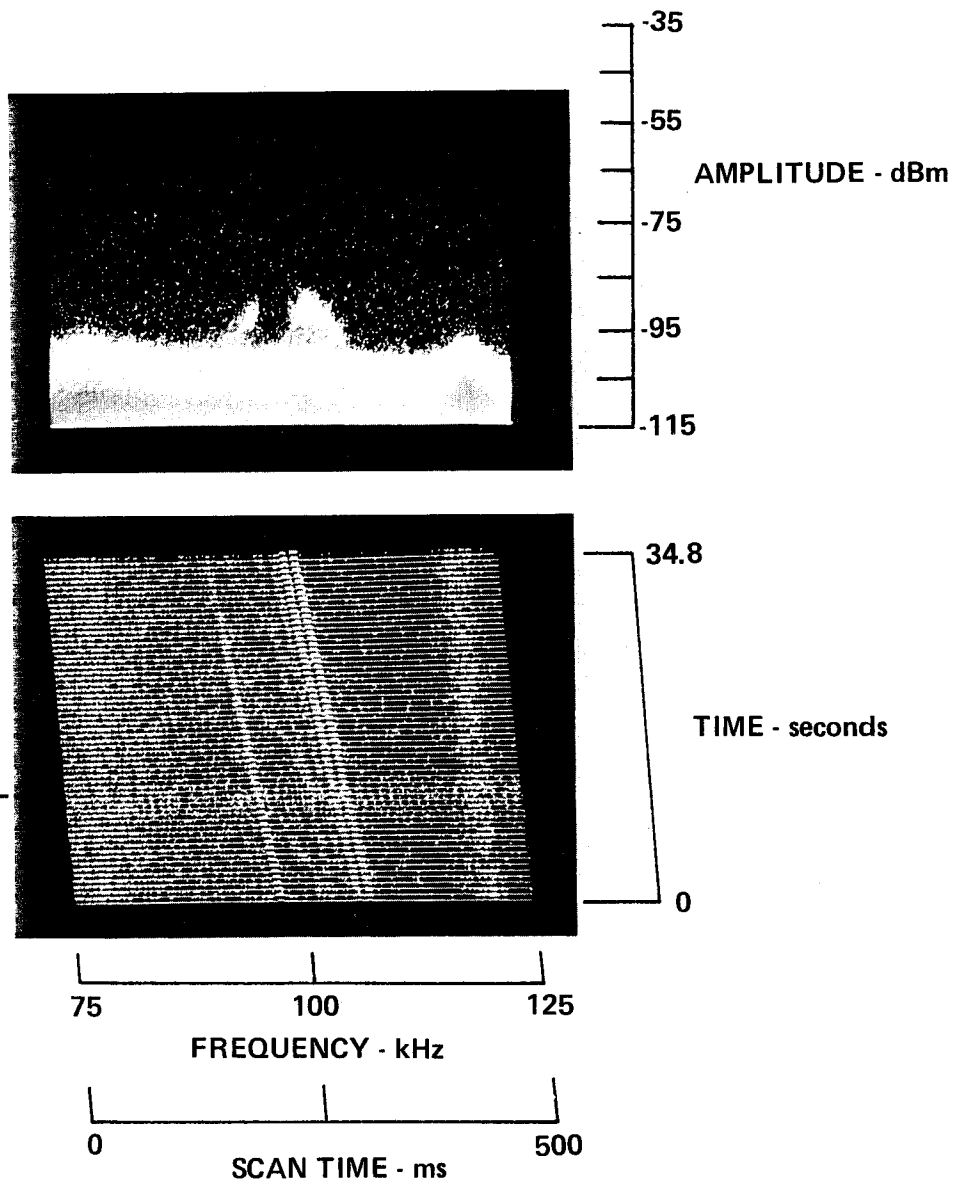 -35
-55
AMPLITUDE - dBm
-75
-95
-115
34.8
TIME - seconds
0
75 100 125
FREQUENCY - kHz
0 500
SCAN TIME - ms